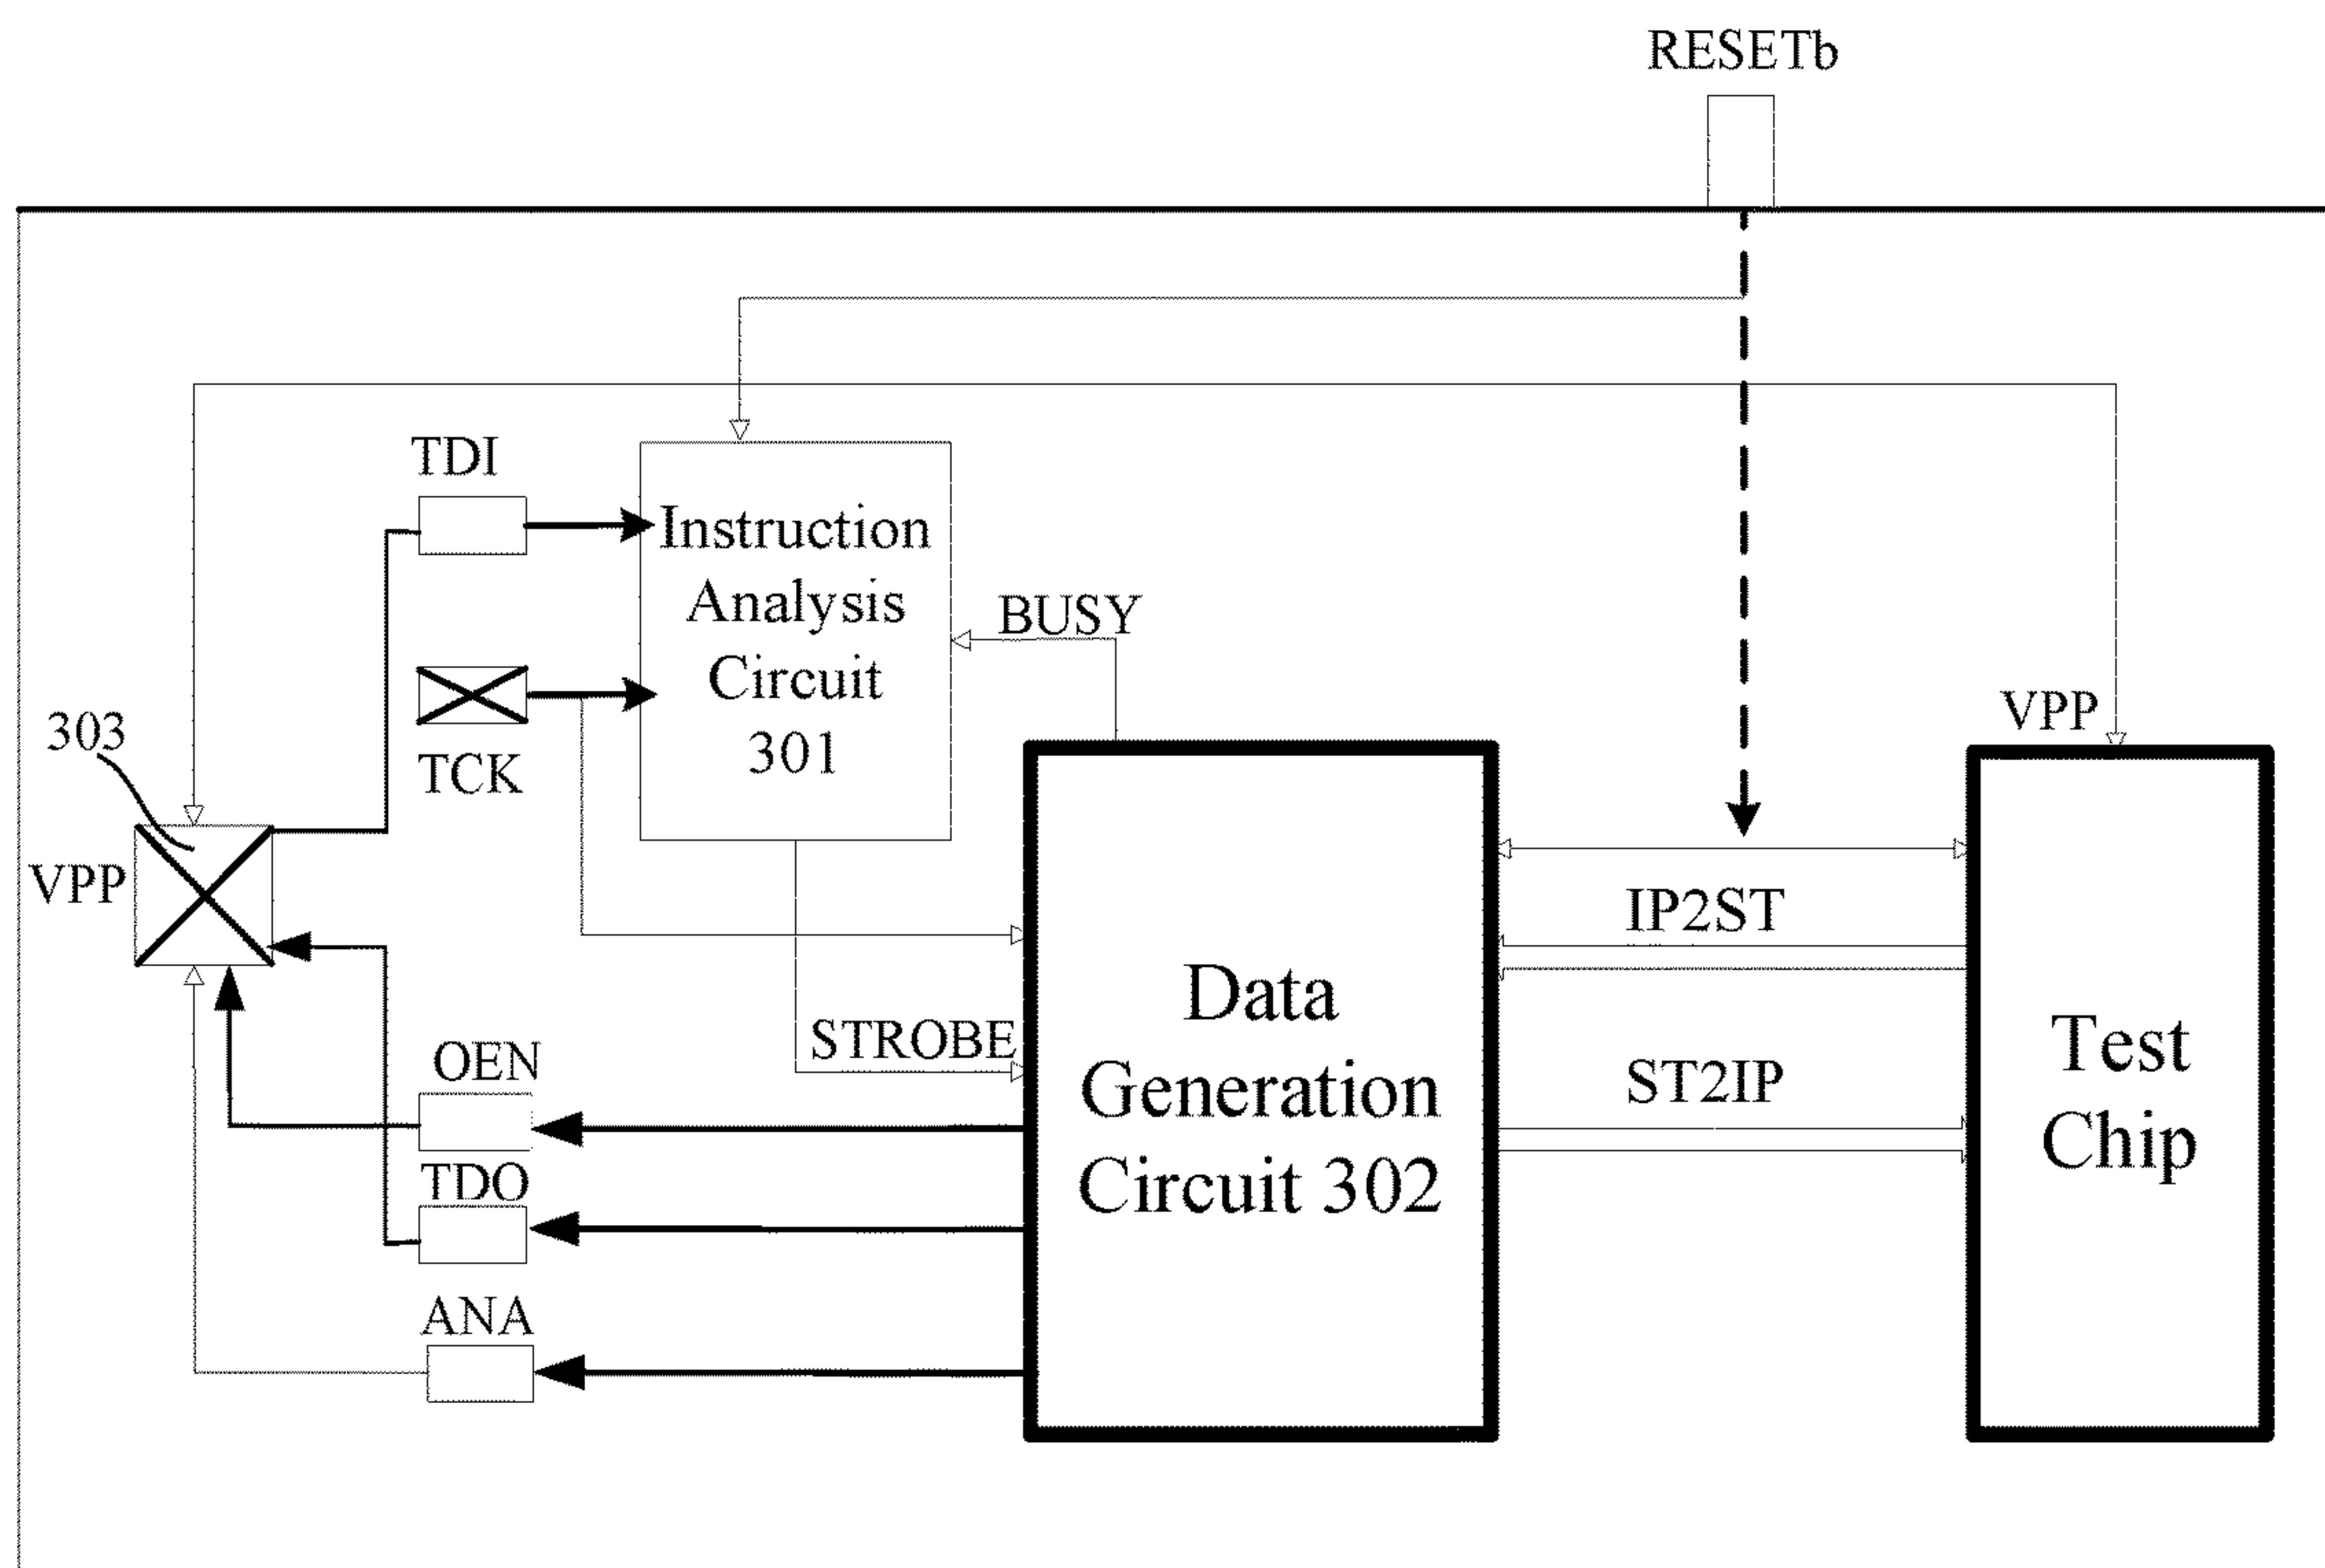 RESETb
TDI
Instruction
Analysis
Circuit
301
BUSY
TCK
303
VPP
VPP
IP2ST
STROBE
Data
Generation
Circuit 302
ST2IP
Test
Chip
OEN
TDO
ANA